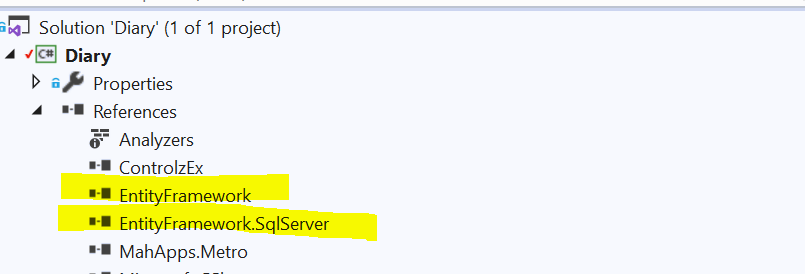 Solution 'Diary' (1 of 1 project)
C# Diary
Properties
References
Analyzers
ControlzEx
EntityFramework
EntityFramework.SqlServer
MahApps.Metro